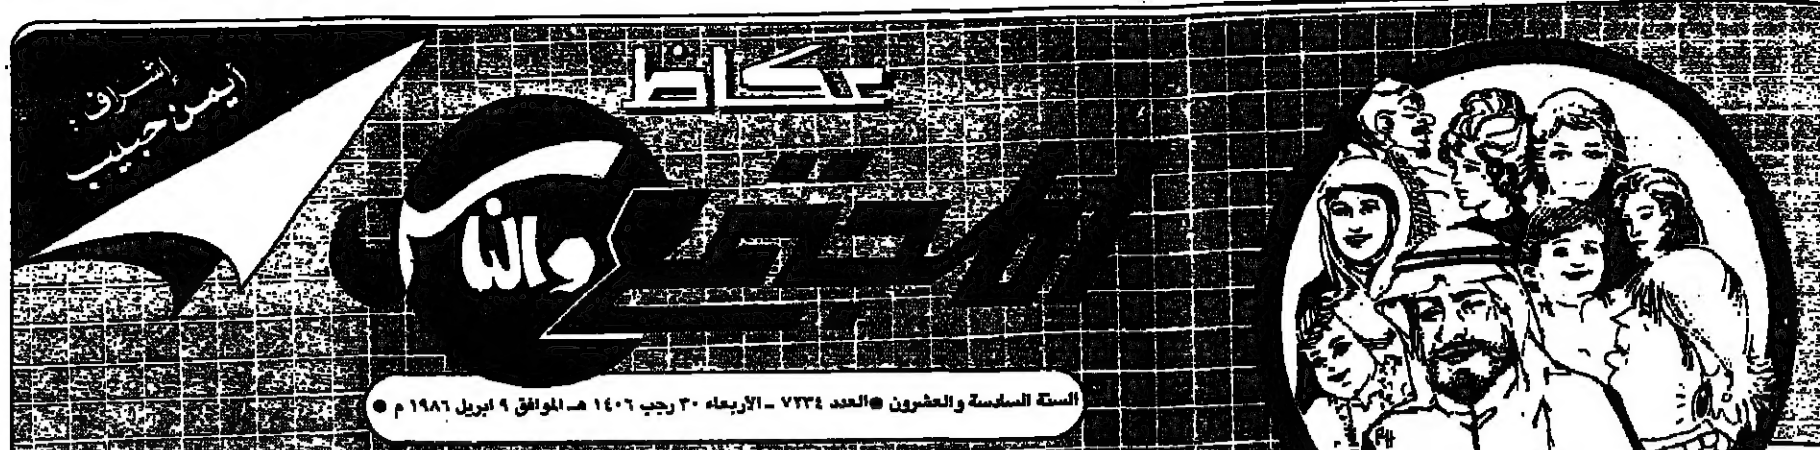 عكاظ
المجتمع والناس
إشراف:
أيمن حبيب
السنة السادسة والعشرون ● العدد ٧٢٣٤ ـ الأربعاء ٣٠ رجب ١٤٠٦ هـ ـ الموافق ٩ ابريل ١٩٨٦ م ●